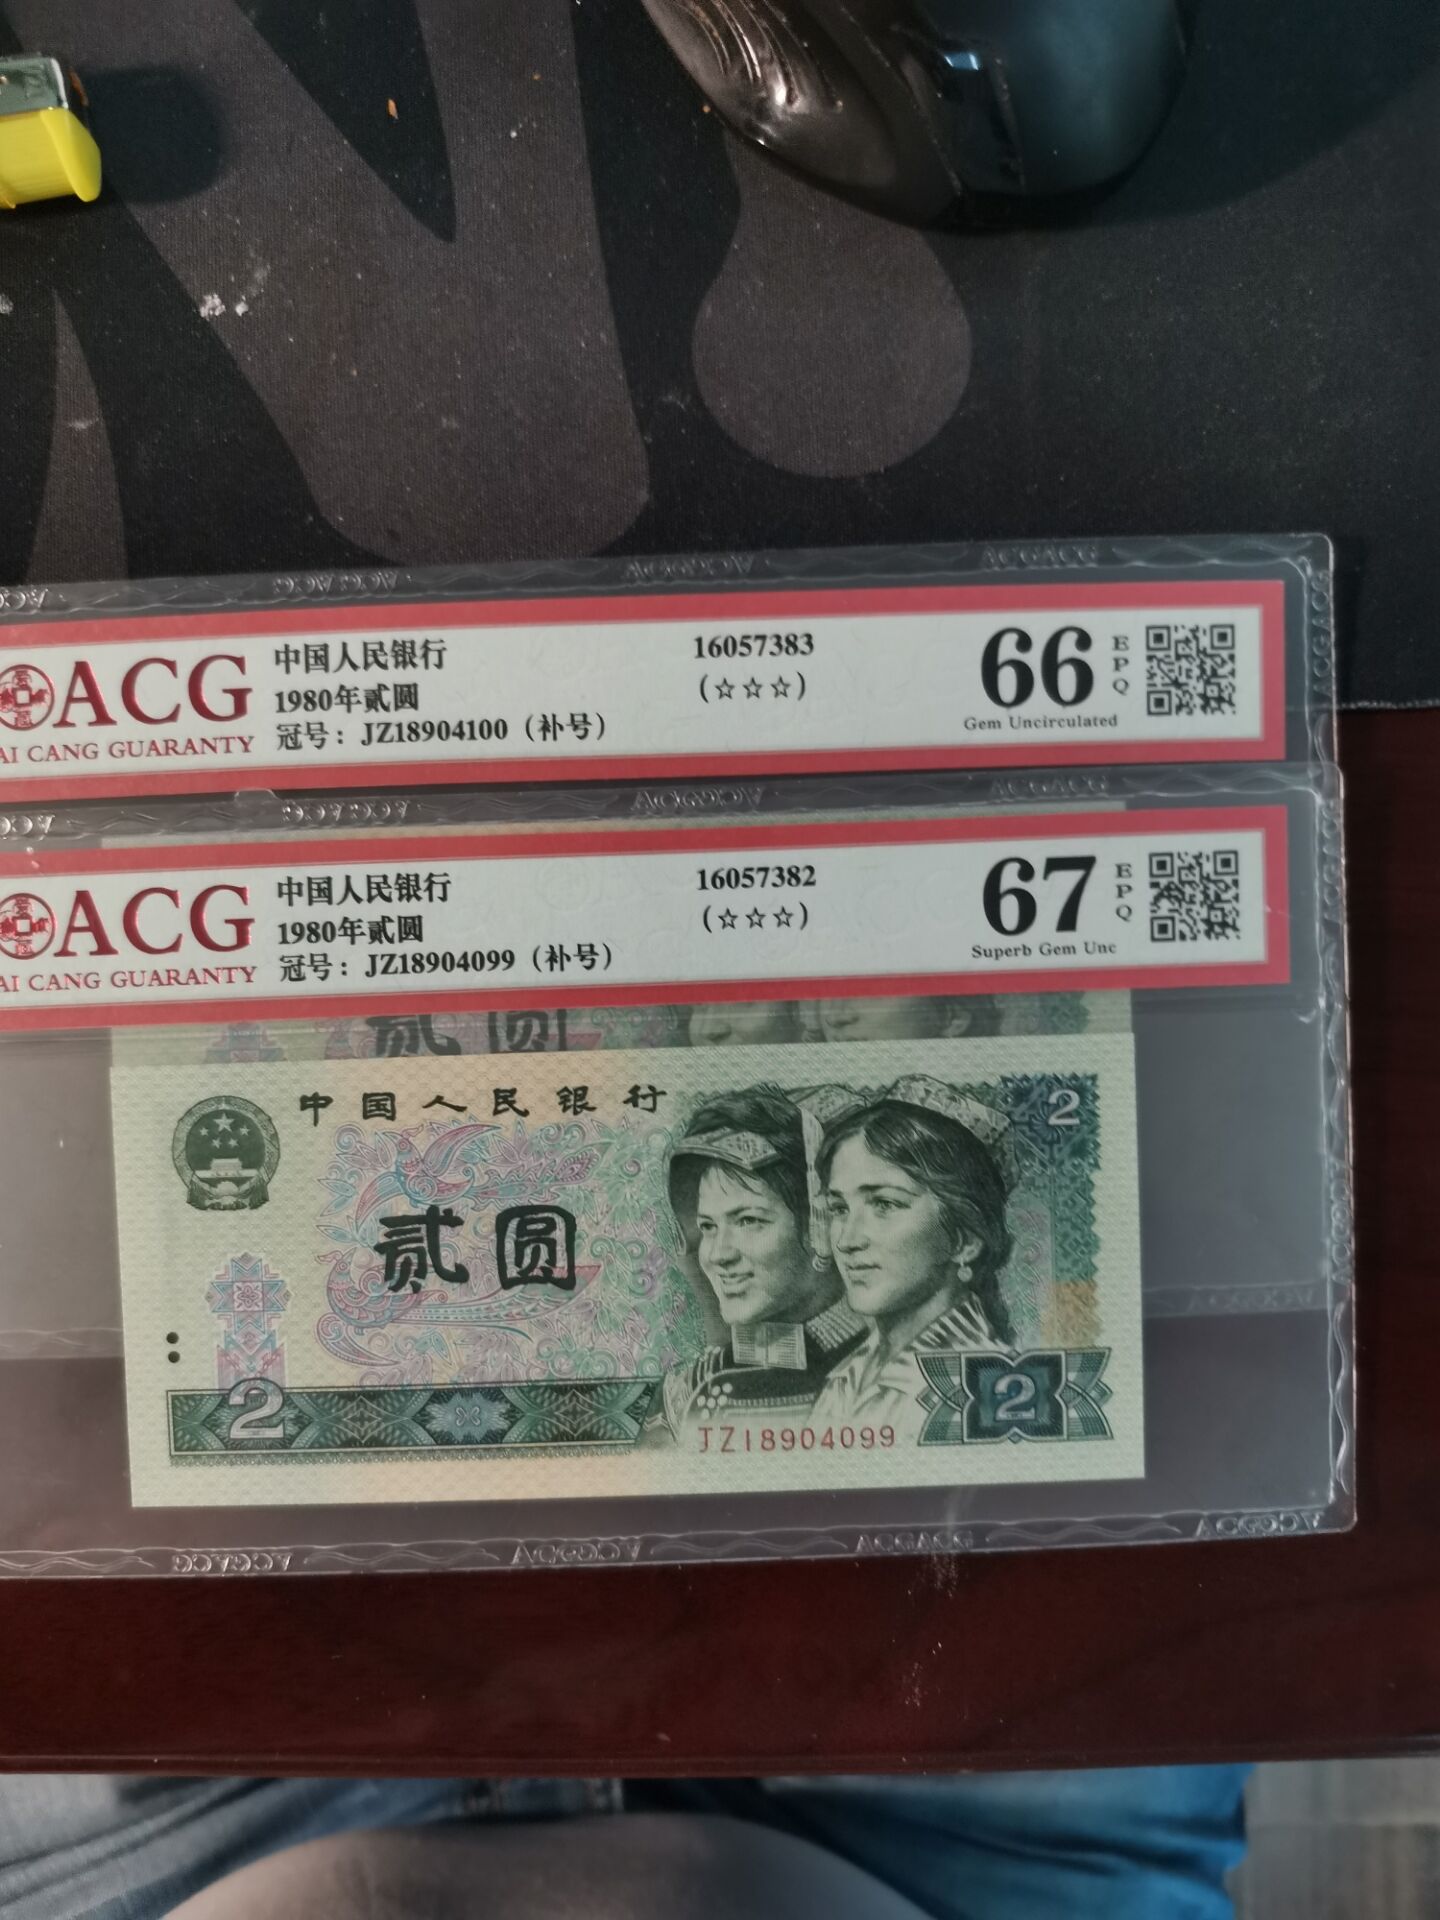 ACG
AI CANG GUARANTY
中国人民银行
1980年贰圆
冠号：JZ18904100（补号）
16057383
(☆☆☆)
66
EPQ
Gem Uncirculated
ACG
AI CANG GUARANTY
中国人民银行
1980年贰圆
冠号：JZ18904099（补号）
16057382
(☆☆☆)
67
EPQ
Superb Gem Unc
贰圆
中国人民银行
2
贰圆
2
JZ18904099
2
ACGACG